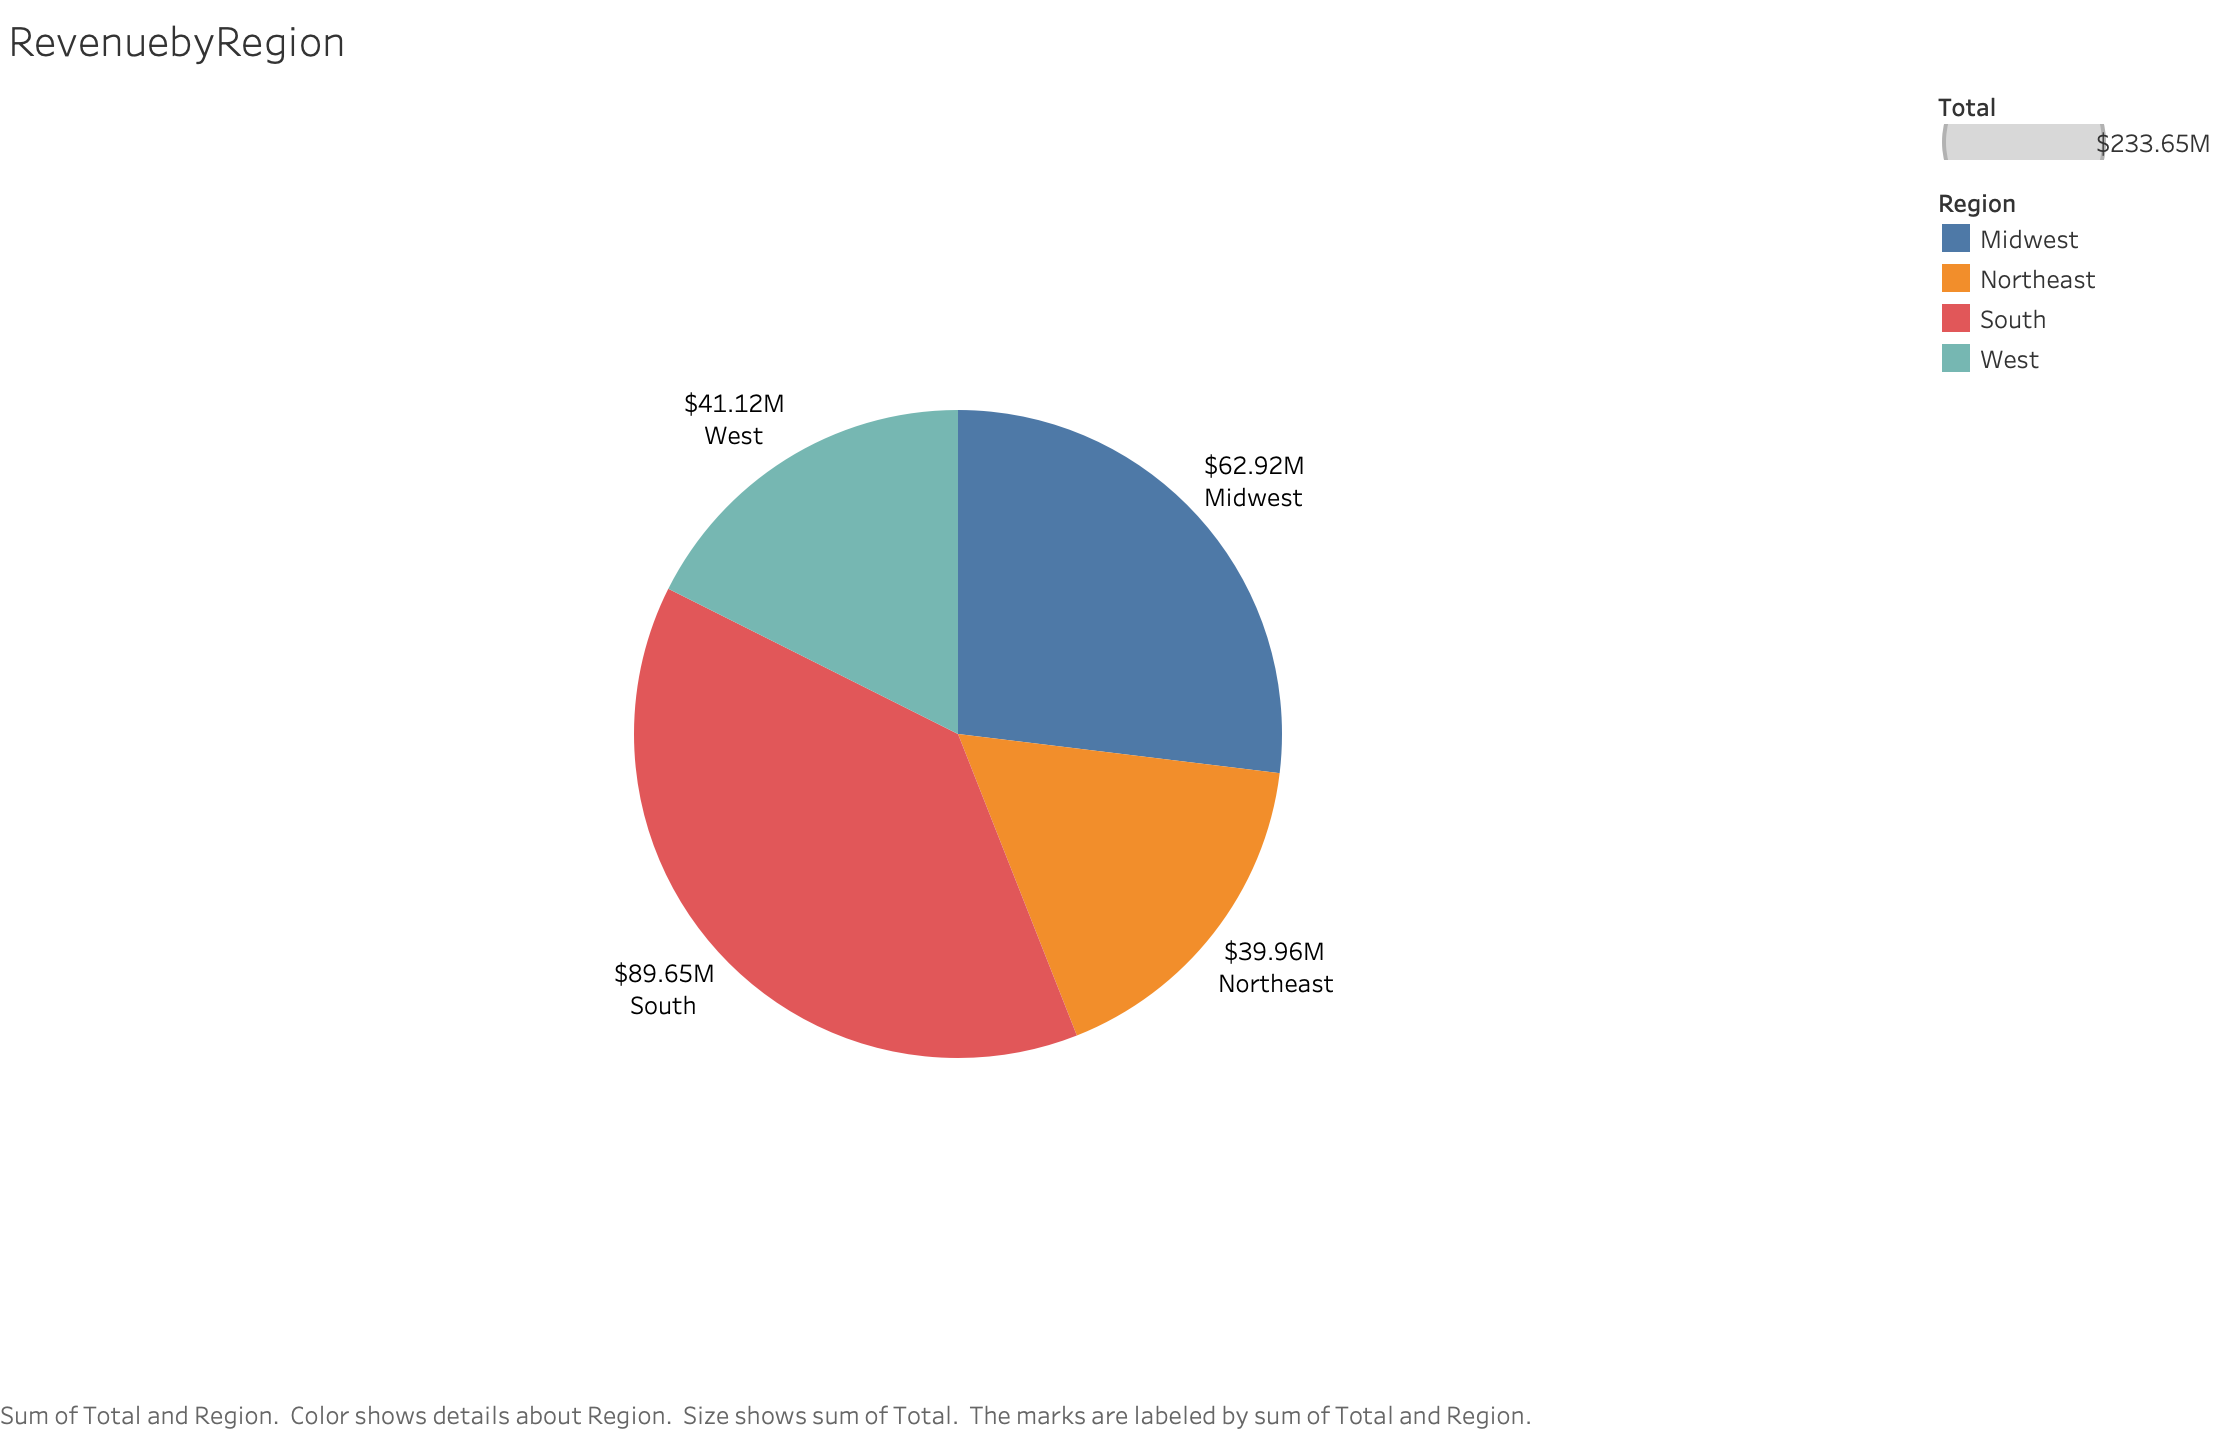 RevenuebyRegion
Total
$233.65M
Region
Midwest
Northeast
South
West
$41.12M
West
$62.92M
Midwest
$39.96M
Northeast
$89.65M
South
Sum of Total and Region.  Color shows details about Region.  Size shows sum of Total.  The marks are labeled by sum of Total and Region.